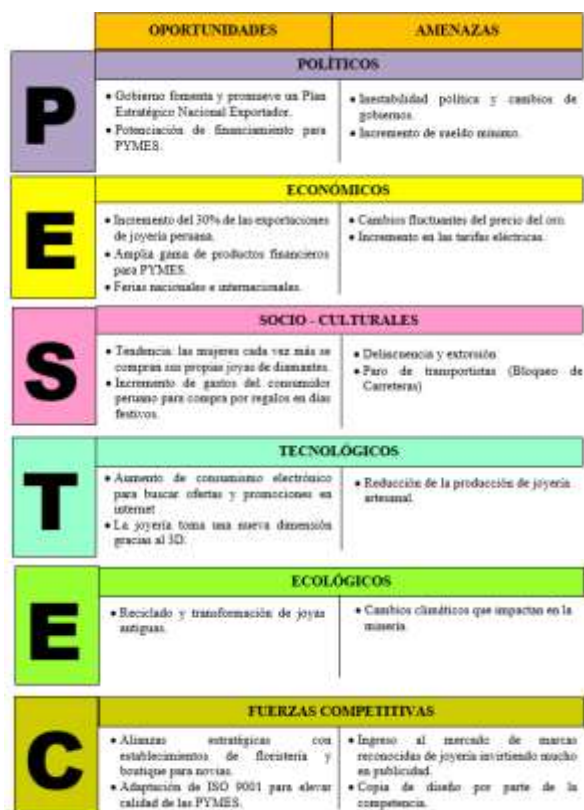 OPORTUNIDADES
AMENAZAS
P
POLÍTICOS
• Gobierno fomenta y promueve un Plan
Estratégico Nacional Exportador.
• Potenciación de financiamiento para
PYMES.
• Inestabilidad política y cambios de
gobiernos.
• Incremento de sueldo mínimo.
E
ECONÓMICOS
• Incremento del 30% de las exportaciones
de joyería peruana.
• Amplia gama de productos financieros
para PYMES.
• Ferias nacionales e internacionales.
• Cambios fluctuantes del precio del oro.
• Incremento en las tarifas eléctricas.
S
SOCIO - CULTURALES
• Tendencia: las mujeres cada vez más se
compran sus propias joyas de diamantes.
• Incremento de gastos del consumidor
peruano para compra por regalos en días
festivos.
• Delincuencia y extorsión
• Paro de transportistas (Bloqueo de
Carreteras)
T
TECNOLÓGICOS
• Aumento de consumismo electrónico
para buscar ofertas y promociones en
internet
• La joyería toma una nueva dimensión
gracias al 3D.
• Reducción de la producción de joyería
artesanal.
E
ECOLÓGICOS
• Reciclado y transformación de joyas
antiguas.
• Cambios climáticos que impactan en la
minería.
C
FUERZAS COMPETITIVAS
• Alianzas estratégicas con
establecimientos de floristería y
boutique para novias.
• Adaptación de ISO 9001 para elevar
calidad de las PYMES.
• Ingreso al mercado de marcas
reconocidas de joyería invirtiendo mucho
en publicidad.
• Copia de diseño por parte de la
competencia.